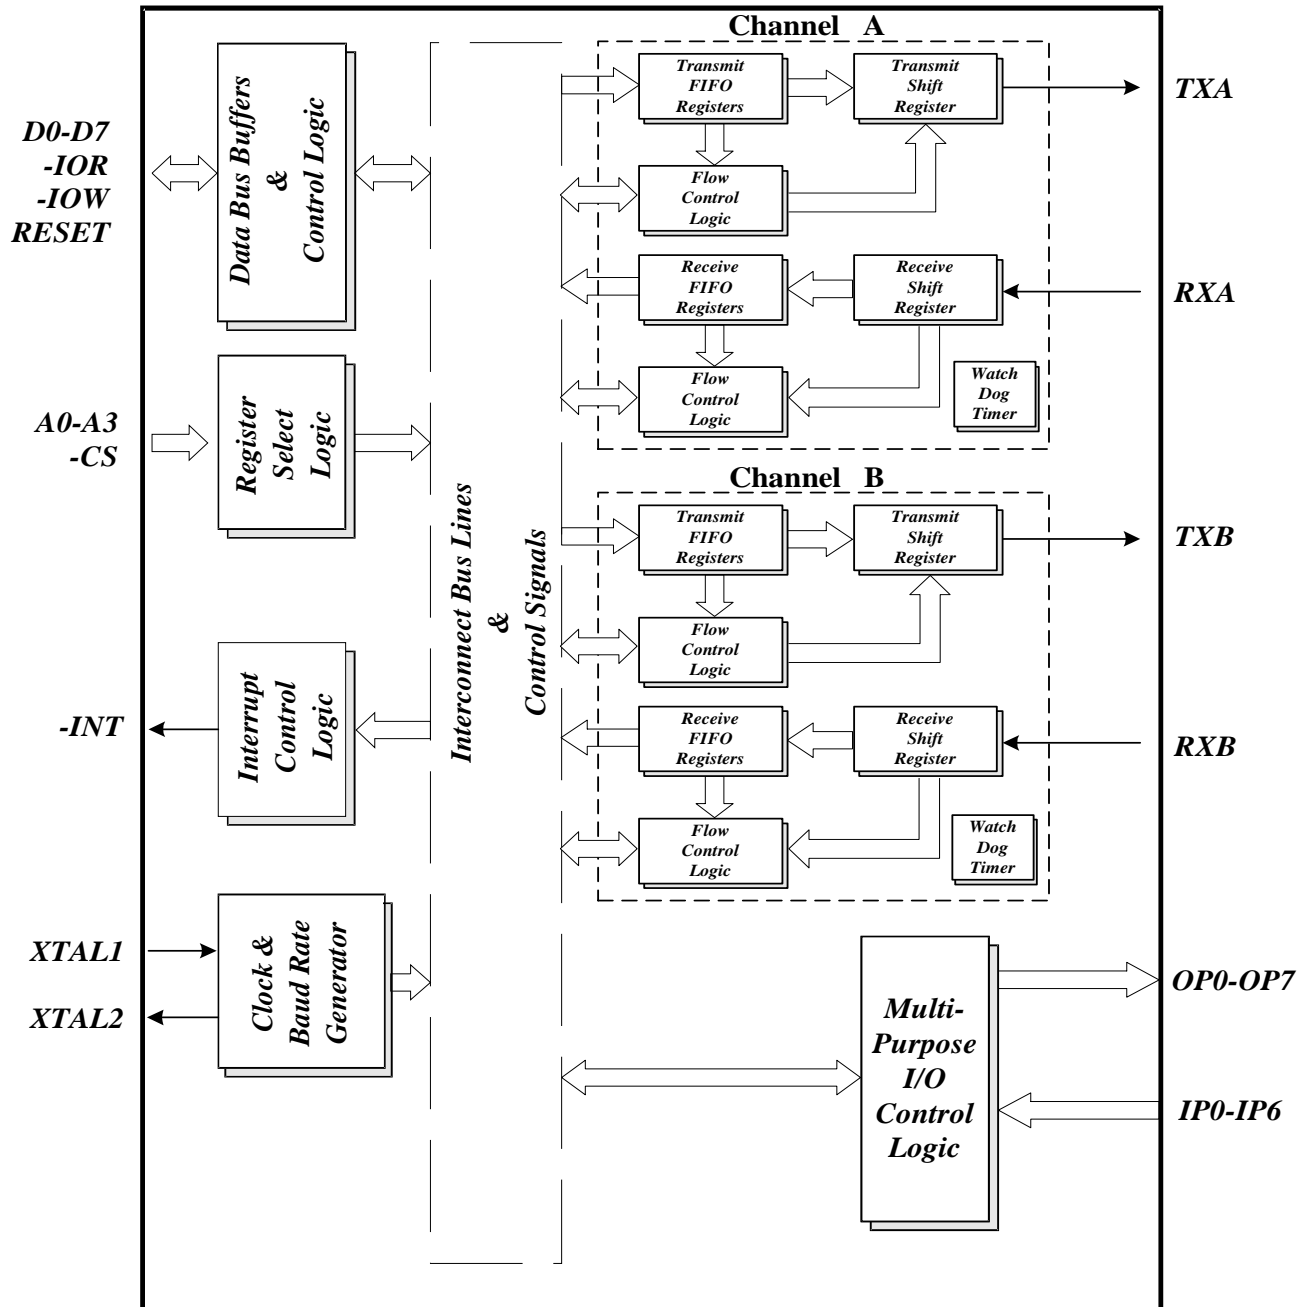 D0-D7
-IOR
-IOW
RESET
A0-A3
-CS
-INT
XTAL1
XTAL2
Data Bus Buffers
&
Control Logic
Register
Select
Logic
Interrupt
Control
Logic
Clock &
Baud Rate
Generator
Interconnect Bus Lines
&
Control Signals
Channel A
Transmit
FIFO
Registers
Transmit
Shift
Register
Flow
Control
Logic
Receive
FIFO
Registers
Receive
Shift
Register
Flow
Control
Logic
Watch
Dog
Timer
Channel B
Transmit
FIFO
Registers
Transmit
Shift
Register
Flow
Control
Logic
Receive
FIFO
Registers
Receive
Shift
Register
Flow
Control
Logic
Watch
Dog
Timer
Multi-
Purpose
I/O
Control
Logic
TXA
RXA
TXB
RXB
OP0-OP7
IP0-IP6